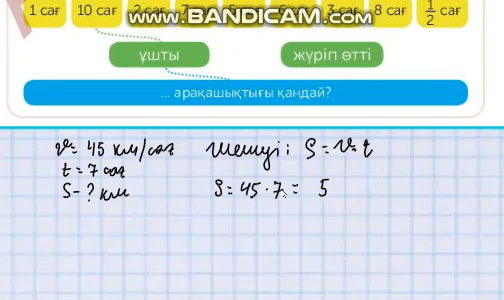 www.BANDICAM.com
1 сағ 10 сағ 2 сағ 3 сағ 8 сағ 1/2 сағ
ұшты жүріп өтті
... арақашықтығы қандай?
v = 45 км/сағ Шешуі: S = v·t
t = 7 сағ
S - ? км S = 45 · 7 = 5